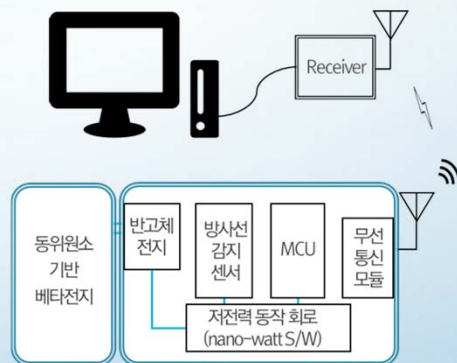 Receiver
동위원소
기반
베타전지
반고체
전지
방사선
감지
센서
MCU
무선
통신
모듈
저전력 동작 회로
(nano-watt S/W)